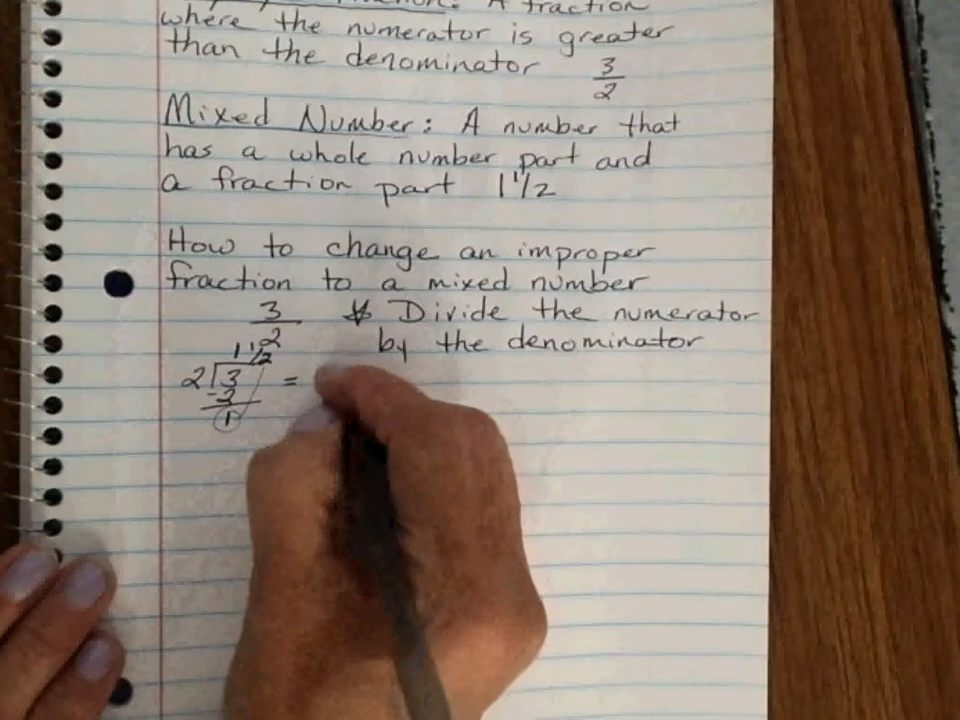 fraction: A fraction
where the numerator is greater
than the denominator 3/2
Mixed Number: A number that
has a whole number part and
a fraction part 1 1/2
How to change an improper
fraction to a mixed number
3/2 * Divide the numerator
by the denominator
1 1/2
2 3 =
-2
1